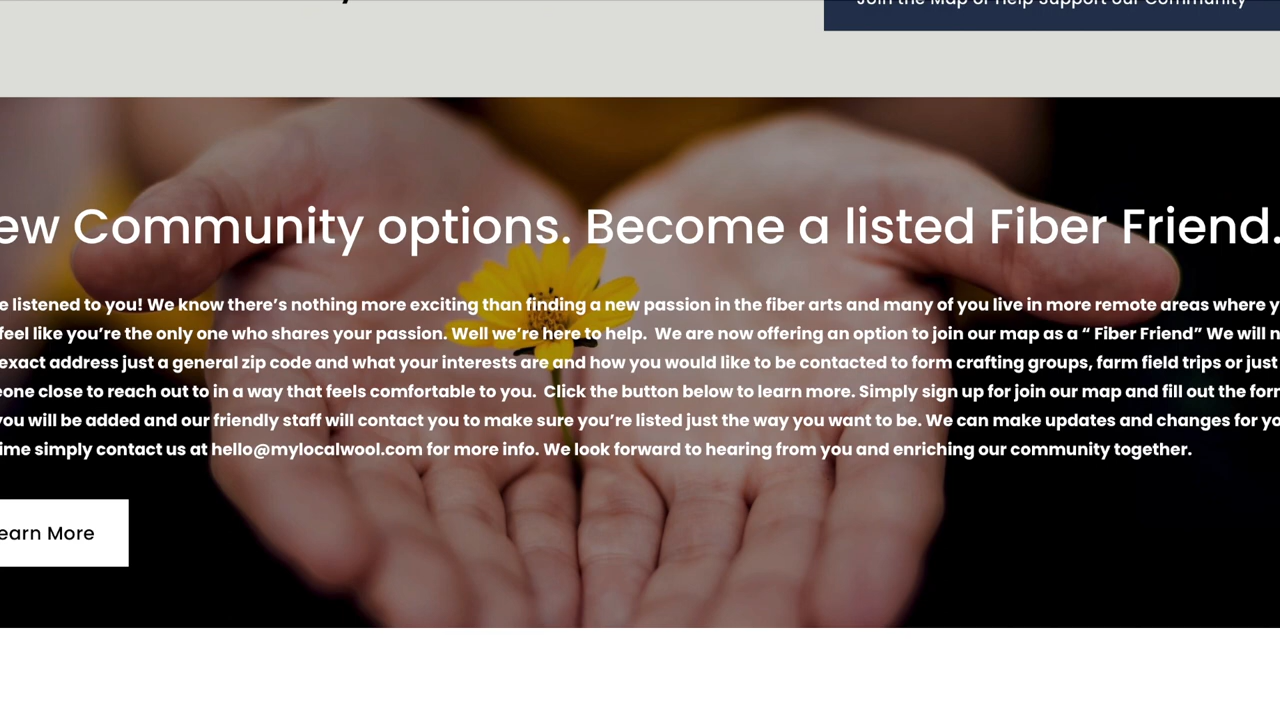 Join the Map or Help Support our Community
ew Community options. Become a listed Fiber Friend.
e listened to you! We know there’s nothing more exciting than finding a new passion in the fiber arts and many of you live in more remote areas where y
feel like you’re the only one who shares your passion. Well we’re here to help.  We are now offering an option to join our map as a “ Fiber Friend” We will n
exact address just a general zip code and what your interests are and how you would like to be contacted to form crafting groups, farm field trips or just
eone close to reach out to in a way that feels comfortable to you.  Click the button below to learn more. Simply sign up for join our map and fill out the for
you will be added and our friendly staff will contact you to make sure you’re listed just the way you want to be. We can make updates and changes for yo
ime simply contact us at hello@mylocalwool.com for more info. We look forward to hearing from you and enriching our community together.
earn More